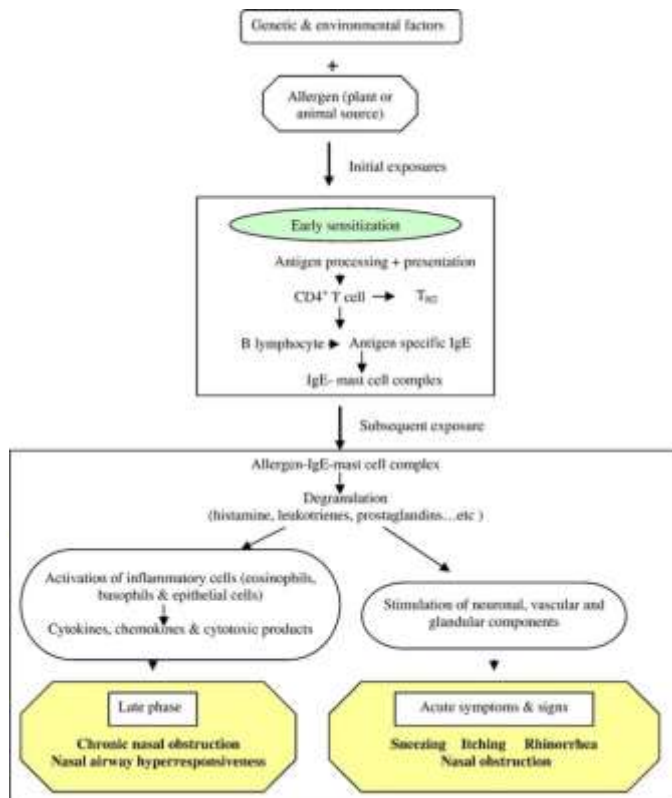 Genetic & environmental factors
+
Allergen (plant or
animal source)
Initial exposures
Early sensitization
Antigen processing + presentation
CD4⁺ T cell T_H2
B lymphocyte Antigen specific IgE
IgE- mast cell complex
Subsequent exposure
Allergen-IgE-mast cell complex
Degranulation
(histamine, leukotrienes, prostaglandins…etc )
Activation of inflammatory cells (eosinophils,
basophils & epithelial cells)
Cytokines, chemokines & cytotoxic products
Stimulation of neuronal, vascular and
glandular components
Late phase
Chronic nasal obstruction
Nasal airway hyperresponsiveness
Acute symptoms & signs
Sneezing Itching Rhinorrhea
Nasal obstruction